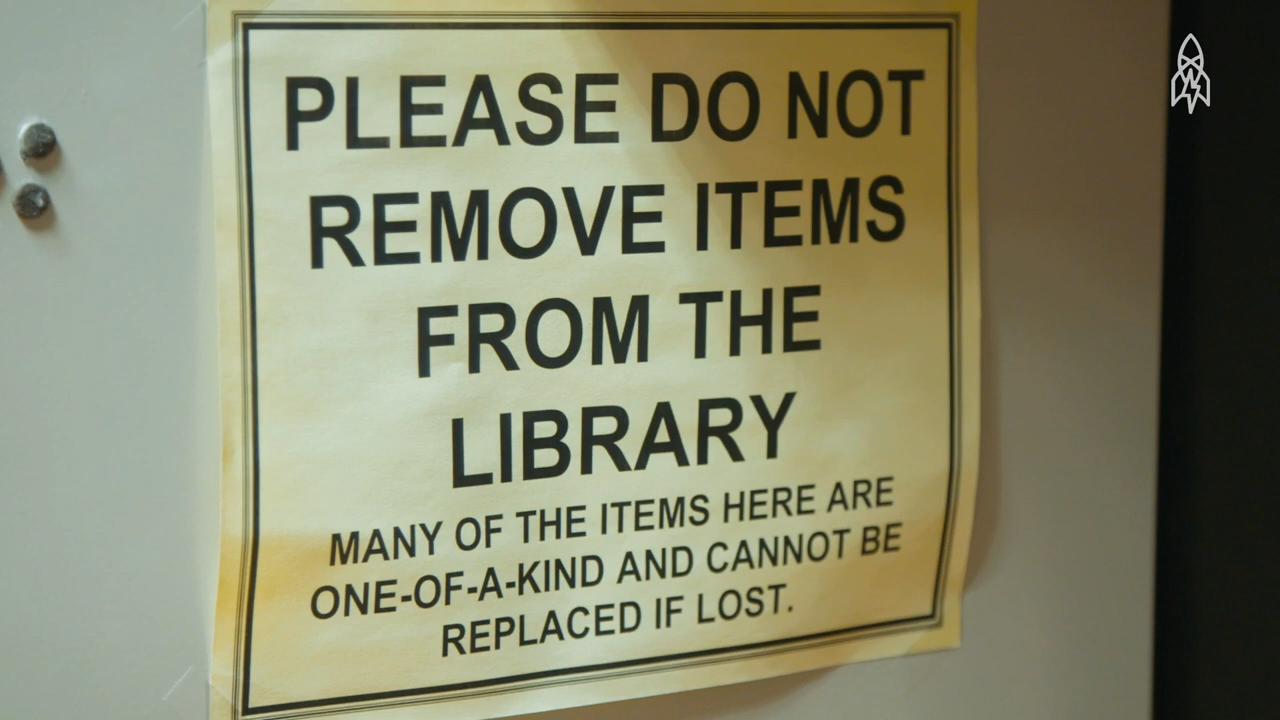 PLEASE DO NOT
REMOVE ITEMS
FROM THE
LIBRARY
MANY OF THE ITEMS HERE ARE
ONE-OF-A-KIND AND CANNOT BE
REPLACED IF LOST.